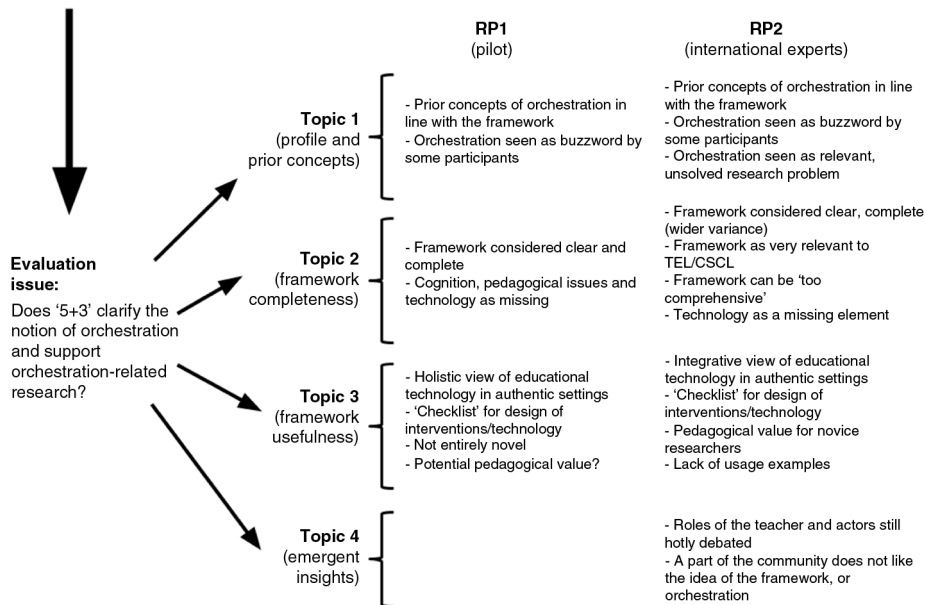 RP1
(pilot)
RP2
(international experts)
Evaluation
issue:
Does ‘5+3’ clarify the
notion of orchestration
and support
orchestration-related
research?
Topic 1
(profile and
prior concepts)
- Prior concepts of orchestration in
line with the framework
- Orchestration seen as buzzword by
some participants
- Prior concepts of orchestration in line
with the framework
- Orchestration seen as buzzword by
some participants
- Orchestration seen as relevant,
unsolved research problem
Topic 2
(framework
completeness)
- Framework considered clear and
complete
- Cognition, pedagogical issues and
technology as missing
- Framework considered clear, complete
(wider variance)
- Framework as very relevant to
TEL/CSCL
- Framework can be ‘too
comprehensive’
- Technology as a missing element
Topic 3
(framework
usefulness)
- Holistic view of educational
technology in authentic settings
- ‘Checklist’ for design of
interventions/technology
- Not entirely novel
- Potential pedagogical value?
- Integrative view of educational
technology in authentic settings
- ‘Checklist’ for design of
interventions/technology
- Pedagogical value for novice
researchers
- Lack of usage examples
Topic 4
(emergent
insights)
- Roles of the teacher and actors still
hotly debated
- A part of the community does not like
the idea of the framework, or
orchestration